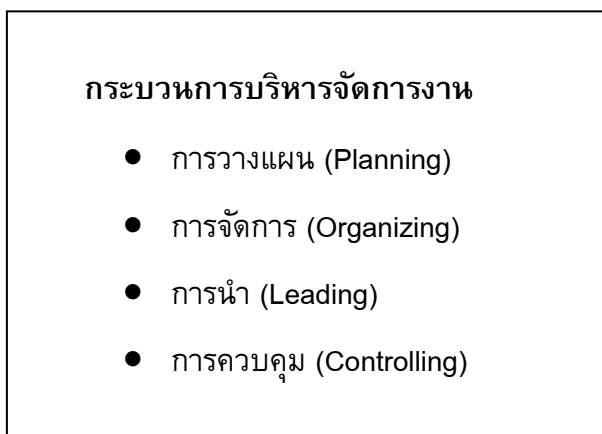 กระบวนการบริหารจัดการงาน
● การวางแผน (Planning)
● การจัดการ (Organizing)
● การนำ (Leading)
● การควบคุม (Controlling)